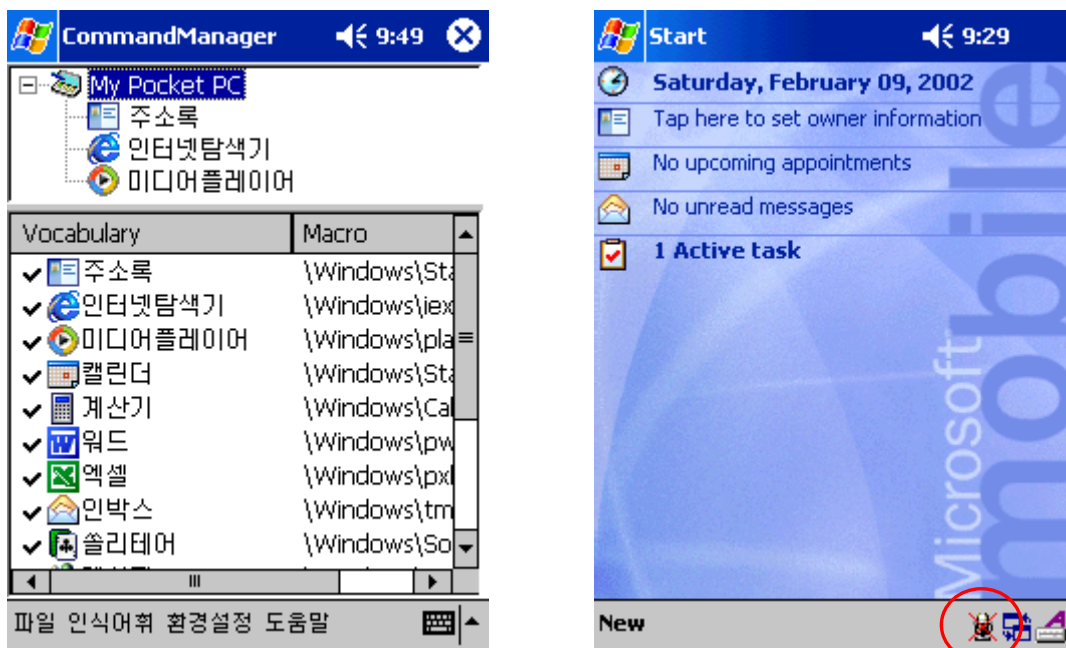 CommandManager 9:49
My Pocket PC
주소록
인터넷탐색기
미디어플레이어
Vocabulary Macro
주소록 \Windows\Sta
인터넷탐색기 \Windows\iex
미디어플레이어 \Windows\pla
캘린더 \Windows\Sta
계산기 \Windows\Cal
워드 \Windows\pw
엑셀 \Windows\pxl
인박스 \Windows\tm
쏠리테어 \Windows\So
파일 인식어휘 환경설정 도움말
Start 9:29
Saturday, February 09, 2002
Tap here to set owner information
No upcoming appointments
No unread messages
1 Active task
Microsoft
mobile
New